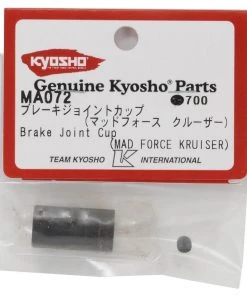 KYOSHO
Genuine Kyosho® Parts
MA072 700
ブレーキジョイントカップ
(マッドフォース クルーザー)
Brake Joint Cup
(MAD FORCE KRUISER)
TEAM KYOSHO K INTERNATIONAL